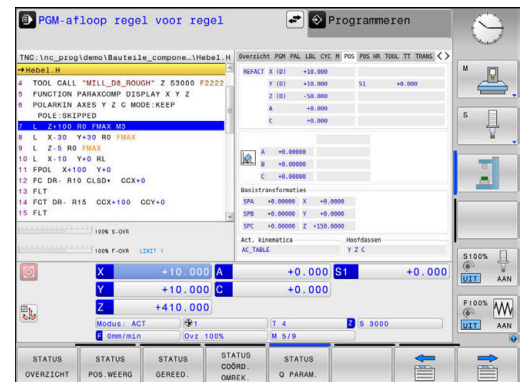 PGM-afloop regel voor regel
Programmeren
TNC:\nc_prog\demo\Bauteile_compone…\Hebel.H
→Hebel.H
4 TOOL CALL "MILL_D8_ROUGH" Z S3000 F2222
5 FUNCTION PARAXCOMP DISPLAY X Y Z
6 POLARKIN AXES Y Z C MODE:KEEP
POLE:SKIPPED
7 L Z+100 R0 FMAX M3
8 L X-30 Y+30 R0 FMAX
9 L Z-5 R0 FMAX
10 L X-10 Y+0 RL
11 FPOL X+100 Y+0
12 FC DR- R10 CLSD+ CCX+0
13 FLT
14 FCT DR- R15 CCX+100 CCY+0
15 FLT
100% S-OVR
100% F-OVR LIMIT 1
Overzicht PGM PAL LBL CYC M POS POS HR TOOL TT TRANS
REFACT X (D) +10.000
Y (D) +10.000 S1 +0.000
Z (D) -50.000
A +0.000
C +0.000
A +0.00000
B +0.00000
C +0.00000
Basistransformaties
SPA +0.00000 X +0.0000
SPB +0.00000 Y +0.0000
SPC +0.00000 Z +150.0000
Act. kinematica Hoofdassen
AC_TABLE Y Z C
X +10.000 A +0.000 S1 +0.000
Y +10.000 C +0.000
Z +410.000
Modus: ACT 1 T 4 Z S 3000
F 0mm/min Ovr 100% M 5/9
M
S
S100%
UIT AAN
F100%
UIT AAN
STATUS OVERZICHT
STATUS POS.WEERG
STATUS GEREED.
STATUS COÖRD. OMREK.
STATUS Q PARAM.